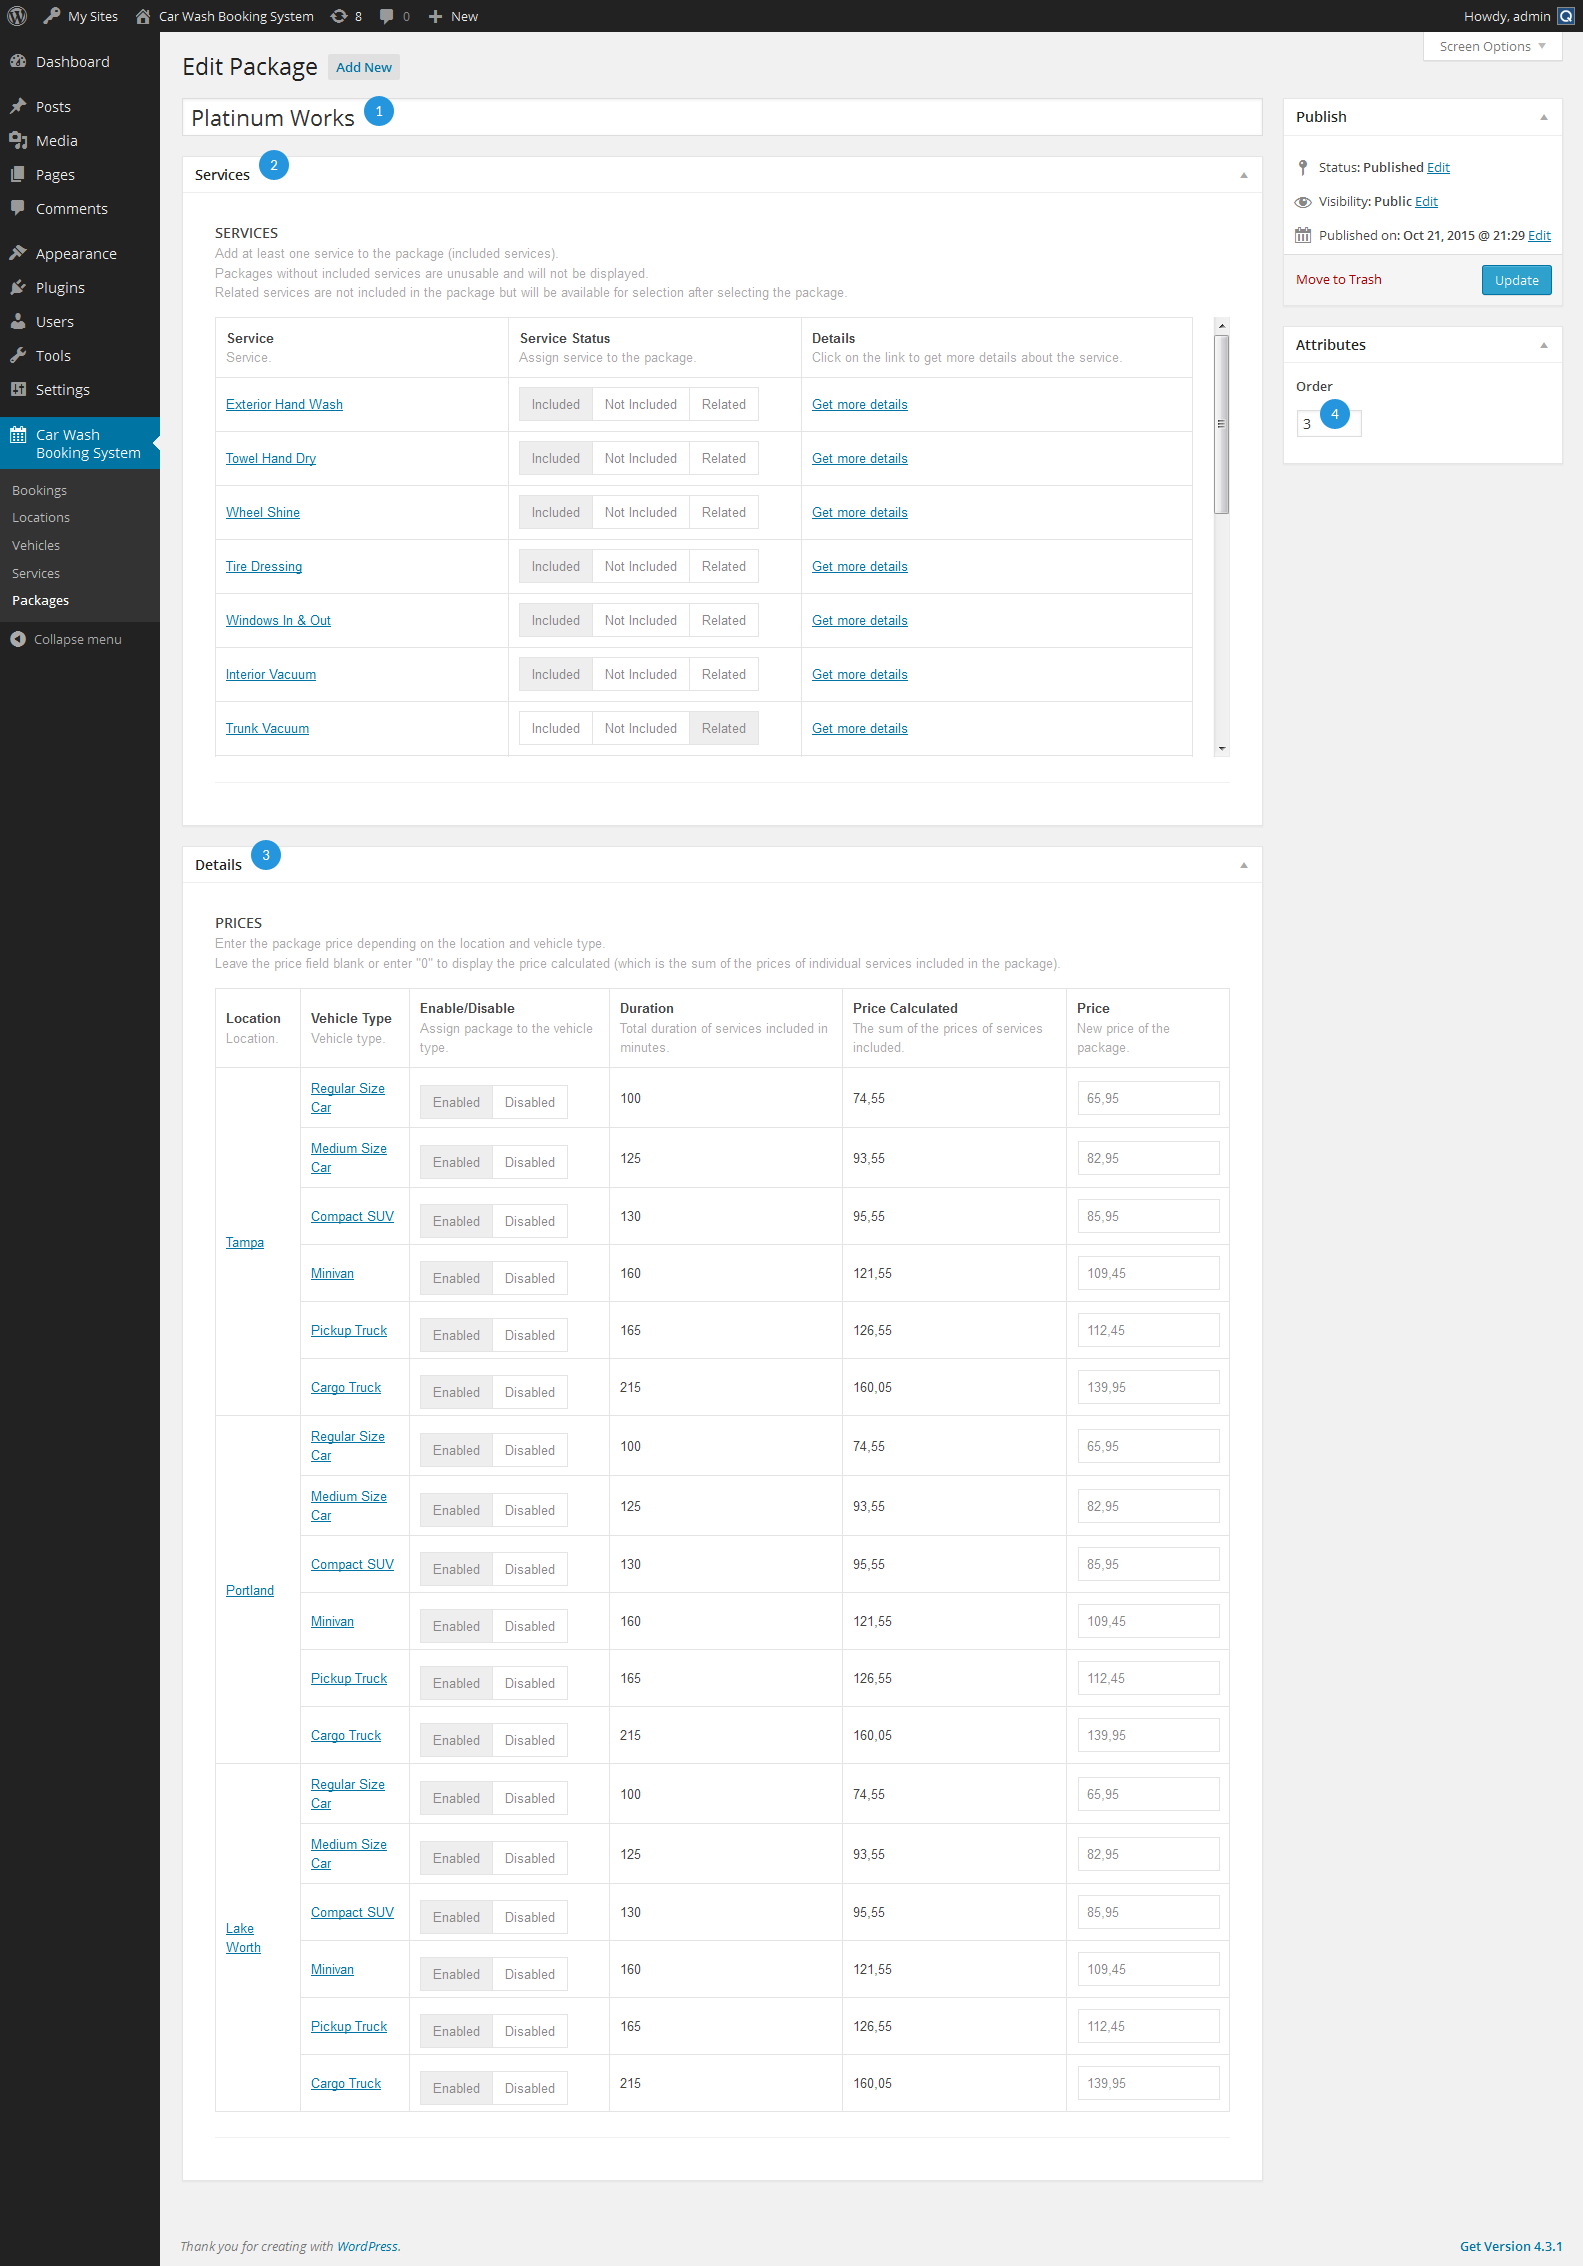 My Sites Car Wash Booking System 8 0 New Howdy, admin
Screen Options
Dashboard
Posts
Media
Pages
Comments
Appearance
Plugins
Users
Tools
Settings
Car Wash
Booking System
Bookings
Locations
Vehicles
Services
Packages
Collapse menu
Edit Package Add New
Platinum Works 1
Services 2
SERVICES
Add at least one service to the package (included services).
Packages without included services are unusable and will not be displayed.
Related services are not included in the package but will be available for selection after selecting the package.
Service Service Status Details
Service. Assign service to the package. Click on the link to get more details about the service.
Exterior Hand Wash Included Not Included Related Get more details
Towel Hand Dry Included Not Included Related Get more details
Wheel Shine Included Not Included Related Get more details
Tire Dressing Included Not Included Related Get more details
Windows In & Out Included Not Included Related Get more details
Interior Vacuum Included Not Included Related Get more details
Trunk Vacuum Included Not Included Related Get more details
Details 3
PRICES
Enter the package price depending on the location and vehicle type.
Leave the price field blank or enter "0" to display the price calculated (which is the sum of the prices of individual services included in the package).
Location Vehicle Type Enable/Disable Duration Price Calculated Price
Location. Vehicle type. Assign package to the vehicle type. Total duration of services included in minutes. The sum of the prices of services included. New price of the package.
Tampa
Regular Size Car Enabled Disabled 100 74,55 65,95
Medium Size Car Enabled Disabled 125 93,55 82,95
Compact SUV Enabled Disabled 130 95,55 85,95
Minivan Enabled Disabled 160 121,55 109,45
Pickup Truck Enabled Disabled 165 126,55 112,45
Cargo Truck Enabled Disabled 215 160,05 139,95
Portland
Regular Size Car Enabled Disabled 100 74,55 65,95
Medium Size Car Enabled Disabled 125 93,55 82,95
Compact SUV Enabled Disabled 130 95,55 85,95
Minivan Enabled Disabled 160 121,55 109,45
Pickup Truck Enabled Disabled 165 126,55 112,45
Cargo Truck Enabled Disabled 215 160,05 139,95
Lake Worth
Regular Size Car Enabled Disabled 100 74,55 65,95
Medium Size Car Enabled Disabled 125 93,55 82,95
Compact SUV Enabled Disabled 130 95,55 85,95
Minivan Enabled Disabled 160 121,55 109,45
Pickup Truck Enabled Disabled 165 126,55 112,45
Cargo Truck Enabled Disabled 215 160,05 139,95
Publish
Status: Published Edit
Visibility: Public Edit
Published on: Oct 21, 2015 @ 21:29 Edit
Move to Trash Update
Attributes
Order
3 4
Thank you for creating with WordPress. Get Version 4.3.1